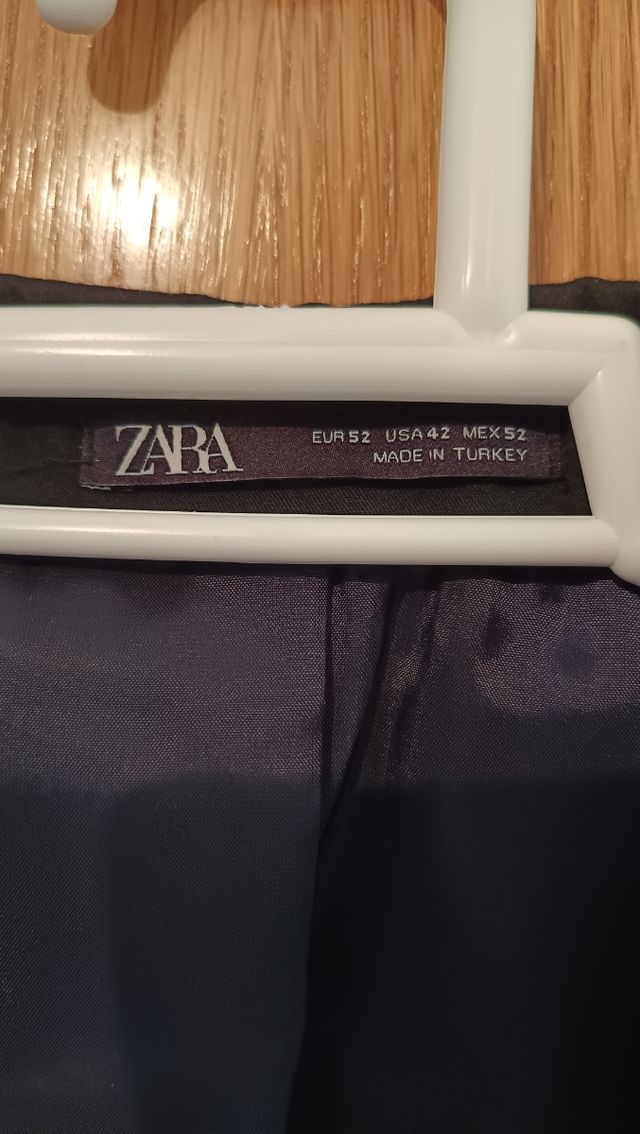 ZARA
EUR 52 USA 42 MEX 52
MADE IN TURKEY